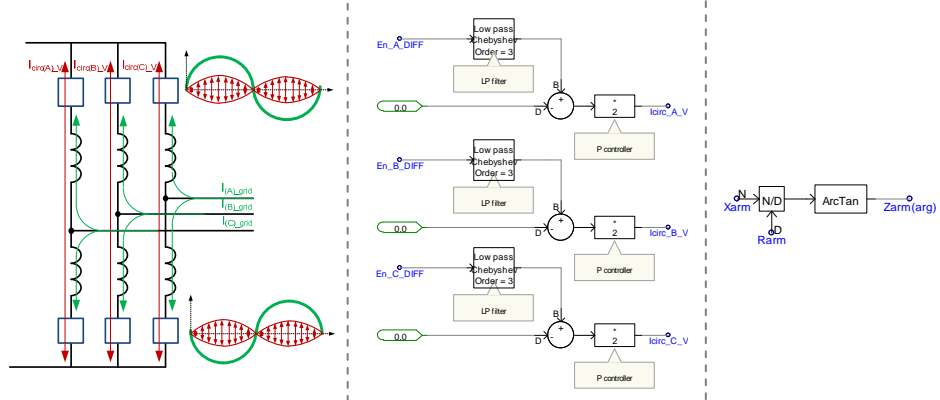 Icirc(A)_V Icirc(B)_V Icirc(C)_V
I(A)_grid
I(B)_grid
I(C)_grid
En_A_DIFF
Low pass
Chebyshev
Order = 3
LP filter
0.0
D
-
B
+
*
2
Icirc_A_V
P controller
En_B_DIFF
Low pass
Chebyshev
Order = 3
LP filter
0.0
D
-
B
+
*
2
Icirc_B_V
P controller
En_C_DIFF
Low pass
Chebyshev
Order = 3
LP filter
0.0
D
-
B
+
*
2
Icirc_C_V
P controller
Xarm
N
N/D
D
Rarm
ArcTan
Zarm(arg)